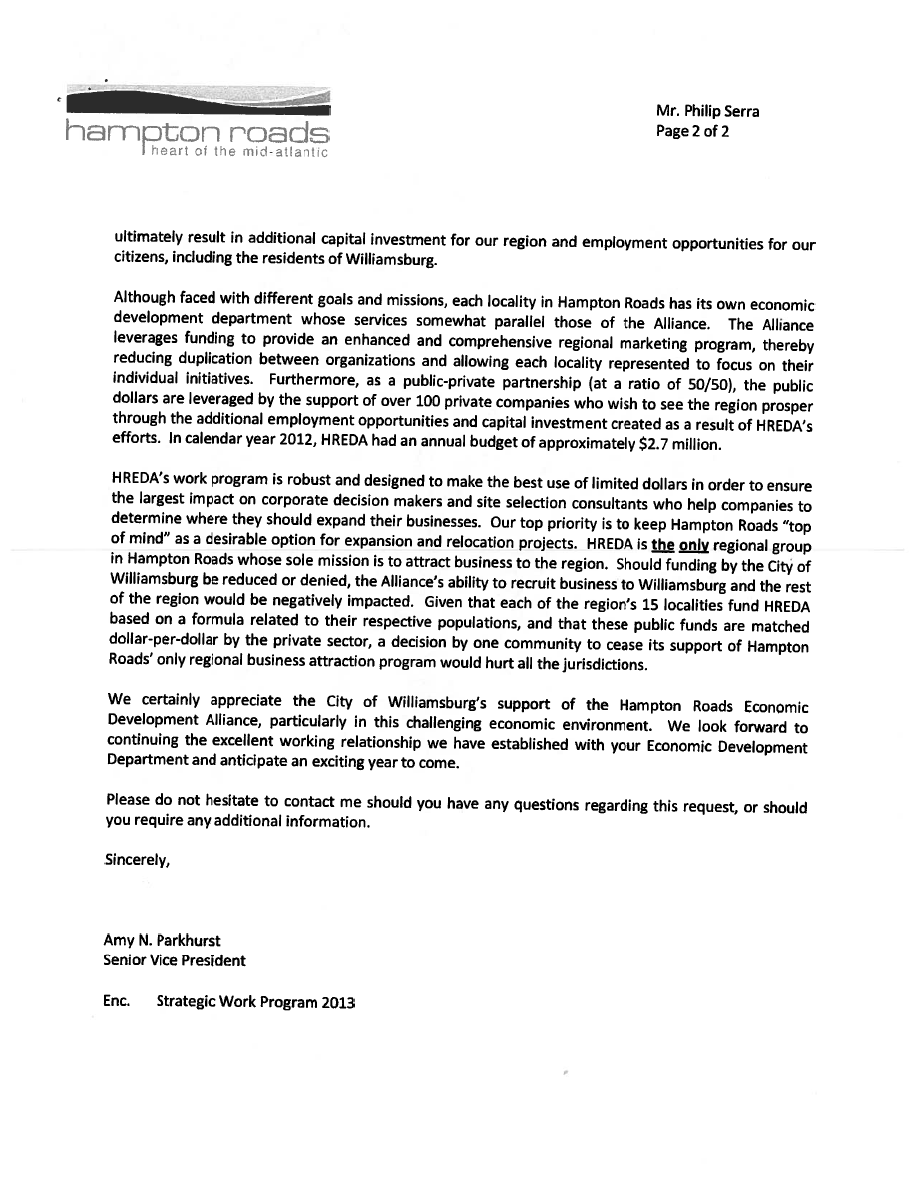 hampton roads
heart of the mid-atlantic
Mr. Philip Serra
Page 2 of 2
ultimately result in additional capital investment for our region and employment opportunities for our
citizens, including the residents of Williamsburg.
Although faced with different goals and missions, each locality in Hampton Roads has its own economic
development department whose services somewhat parallel those of the Alliance. The Alliance
leverages funding to provide an enhanced and comprehensive regional marketing program, thereby
reducing duplication between organizations and allowing each locality represented to focus on their
individual initiatives. Furthermore, as a public-private partnership (at a ratio of 50/50), the public
dollars are leveraged by the support of over 100 private companies who wish to see the region prosper
through the additional employment opportunities and capital investment created as a result of HREDA's
efforts. In calendar year 2012, HREDA had an annual budget of approximately $2.7 million.
HREDA's work program is robust and designed to make the best use of limited dollars in order to ensure
the largest impact on corporate decision makers and site selection consultants who help companies to
determine where they should expand their businesses. Our top priority is to keep Hampton Roads "top
of mind" as a desirable option for expansion and relocation projects. HREDA is the only regional group
in Hampton Roads whose sole mission is to attract business to the region. Should funding by the City of
Williamsburg be reduced or denied, the Alliance's ability to recruit business to Williamsburg and the rest
of the region would be negatively impacted. Given that each of the region's 15 localities fund HREDA
based on a formula related to their respective populations, and that these public funds are matched
dollar-per-dollar by the private sector, a decision by one community to cease its support of Hampton
Roads' only regional business attraction program would hurt all the jurisdictions.
We certainly appreciate the City of Williamsburg's support of the Hampton Roads Economic
Development Alliance, particularly in this challenging economic environment. We look forward to
continuing the excellent working relationship we have established with your Economic Development
Department and anticipate an exciting year to come.
Please do not hesitate to contact me should you have any questions regarding this request, or should
you require any additional information.
Sincerely,
Amy N. Parkhurst
Senior Vice President
Enc. Strategic Work Program 2013